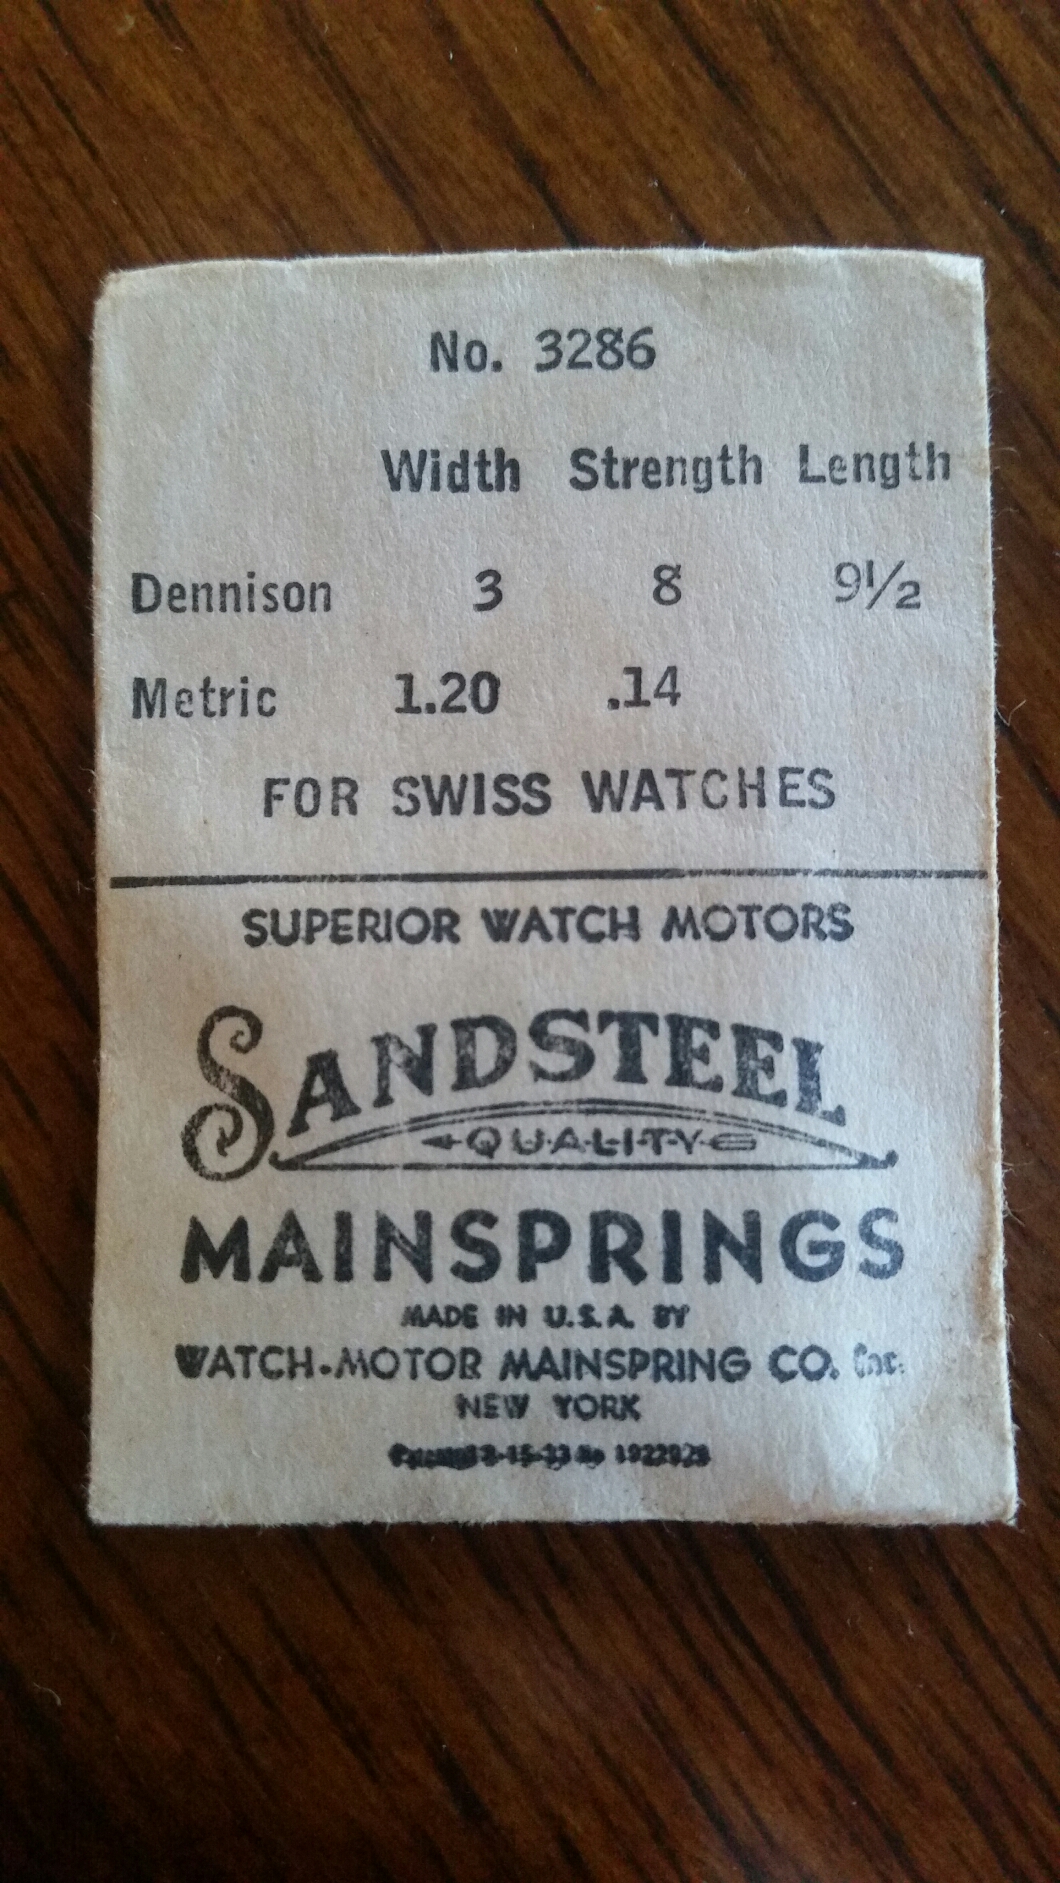 No. 3286
Width Strength Length
Dennison 3 8 9½
Metric 1.20 .14
FOR SWISS WATCHES
SUPERIOR WATCH MOTORS
SANDSTEEL
QUALITY
MAINSPRINGS
MADE IN U.S.A. BY
WATCH-MOTOR MAINSPRING CO. Inc.
NEW YORK